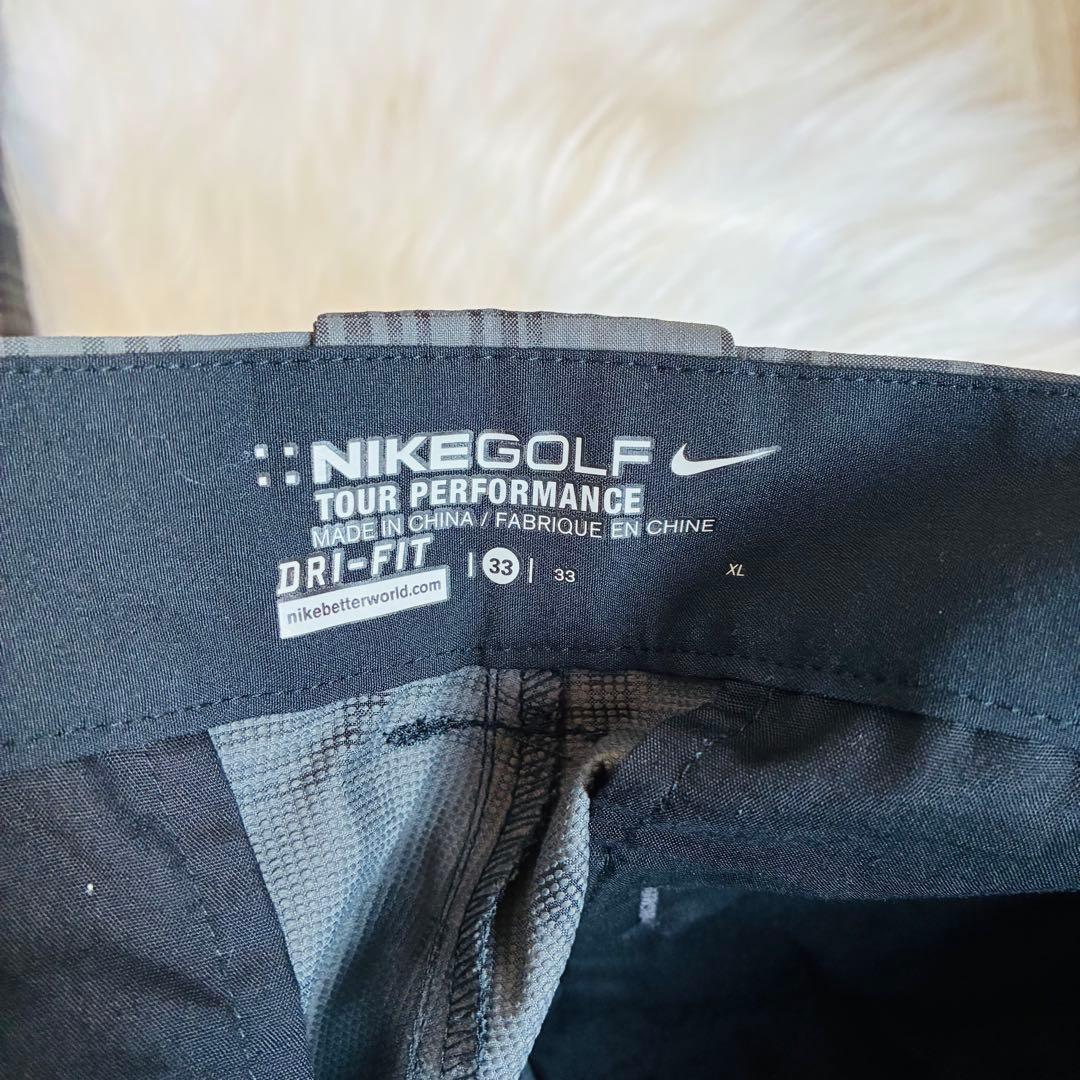 NIKEGOLF
TOUR PERFORMANCE
MADE IN CHINA / FABRIQUE EN CHINE
DRI-FIT | 33 | 33 XL
nikebetterworld.com